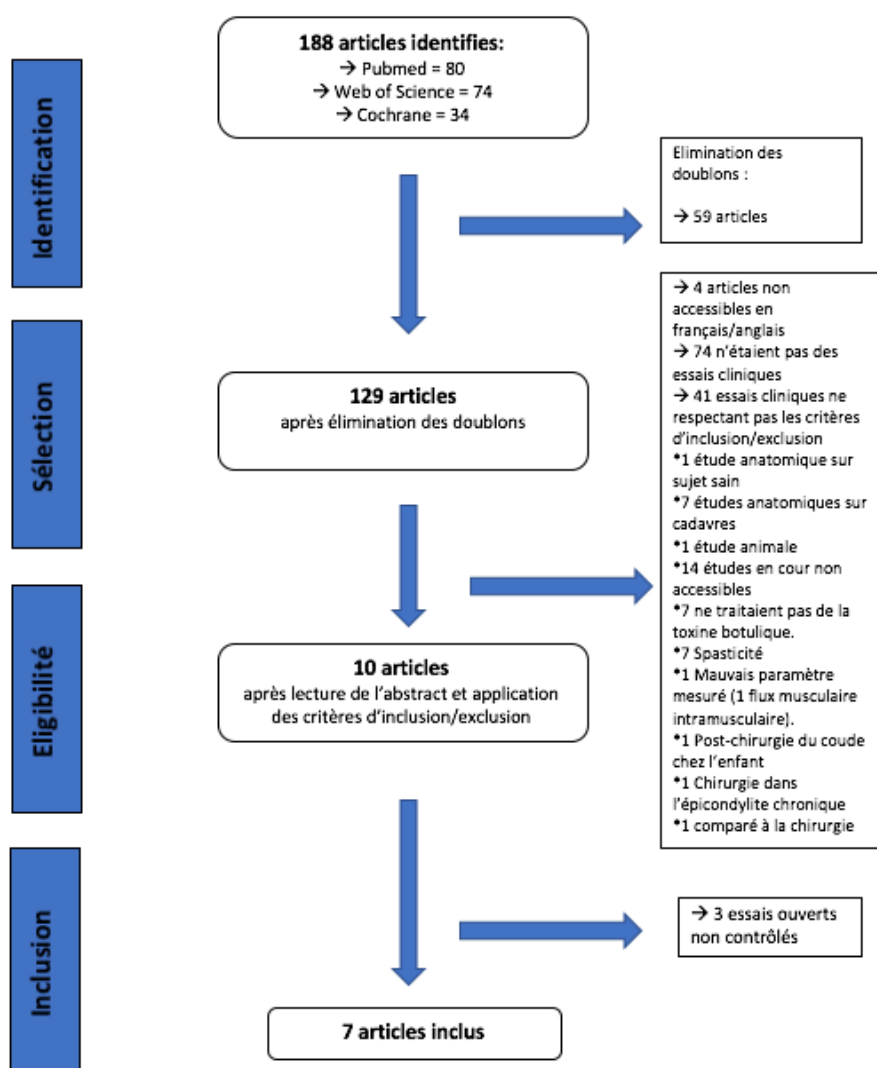 188 articles identifies:
→ Pubmed = 80
→ Web of Science = 74
→ Cochrane = 34
Identification
Elimination des
doublons :
→ 59 articles
Sélection
129 articles
après élimination des doublons
→ 4 articles non
accessibles en
français/anglais
→ 74 n'étaient pas des
essais cliniques
→ 41 essais cliniques ne
respectant pas les critères
d'inclusion/exclusion
*1 étude anatomique sur
sujet sain
*7 études anatomiques sur
cadavres
*1 étude animale
*14 études en cour non
accessibles
*7 ne traitaient pas de la
toxine botulique.
*7 Spasticité
*1 Mauvais paramètre
mesuré (1 flux musculaire
intramusculaire).
*1 Post-chirurgie du coude
chez l'enfant
*1 Chirurgie dans
l'épicondylite chronique
*1 comparé à la chirurgie
Eligibilité
10 articles
après lecture de l'abstract et application
des critères d'inclusion/exclusion
Inclusion
→ 3 essais ouverts
non contrôlés
7 articles inclus